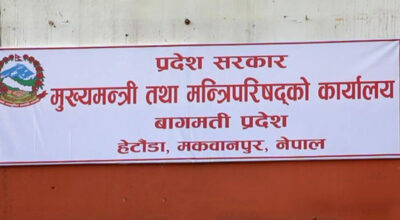 प्रदेश सरकार
मुख्यमन्त्री तथा मन्त्रिपरिषद्को कार्यालय
बागमती प्रदेश
हेटौंडा, मकवानपुर, नेपाल